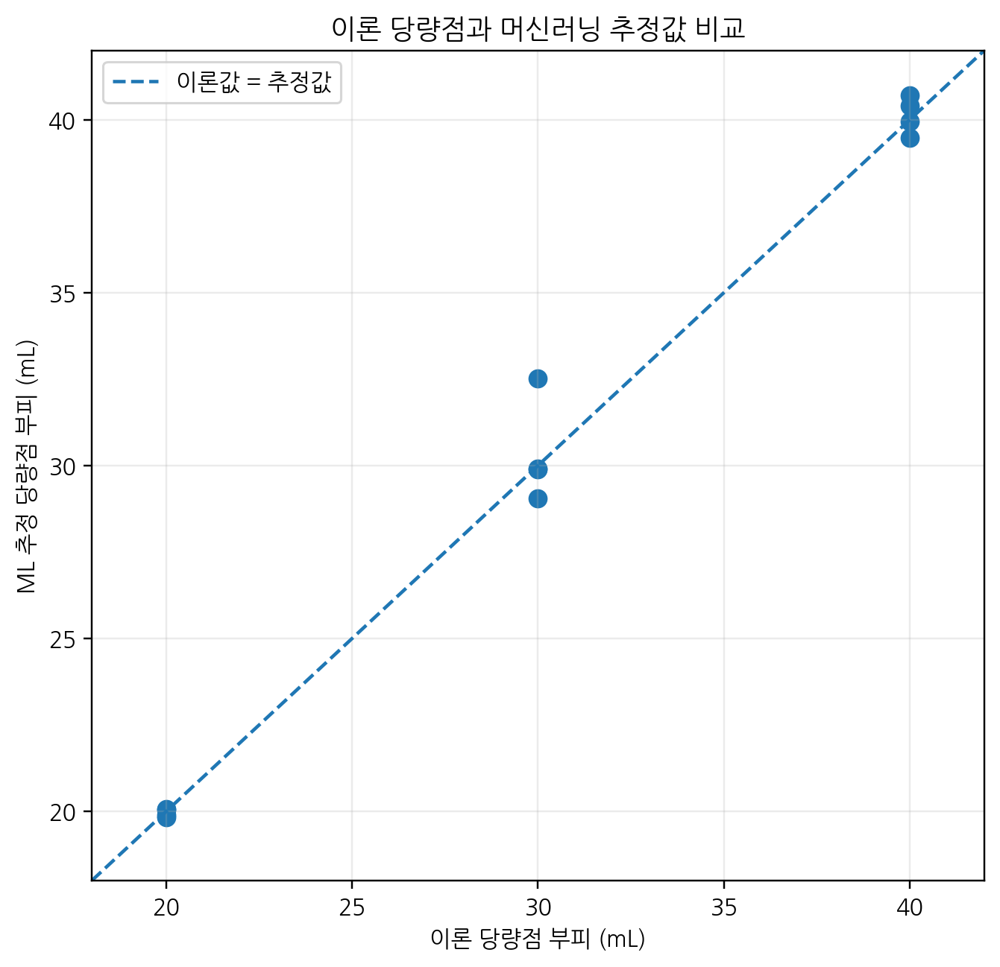 이론 당량점과 머신러닝 추정값 비교
이론값 = 추정값
ML 추정 당량점 부피 (mL)
40
35
30
25
20
20 25 30 35 40
이론 당량점 부피 (mL)